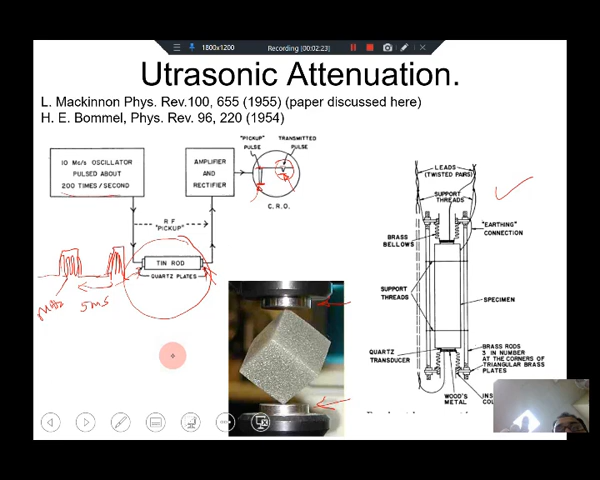 1800x1200
Recording [00:02:23]
Utrasonic Attenuation.
L. Mackinnon Phys. Rev.100, 655 (1955) (paper discussed here)
H. E. Bommel, Phys. Rev. 96, 220 (1954)
10 Mc/s OSCILLATOR
PULSED ABOUT
200 TIMES/SECOND
AMPLIFIER
AND
RECTIFIER
"PICKUP"
PULSE
TRANSMITTED
PULSE
C.R.O.
R F
"PICKUP"
TIN ROD
QUARTZ PLATES
5ms
LEADS
(TWISTED PAIRS)
SUPPORT
THREADS
"EARTHING"
CONNECTION
BRASS
BELLOWS
SUPPORT
THREADS
SPECIMEN
QUARTZ
TRANSDUCER
BRASS RODS
3 IN NUMBER
AT THE CORNERS OF
TRIANGULAR BRASS
PLATES
WOOD'S
METAL